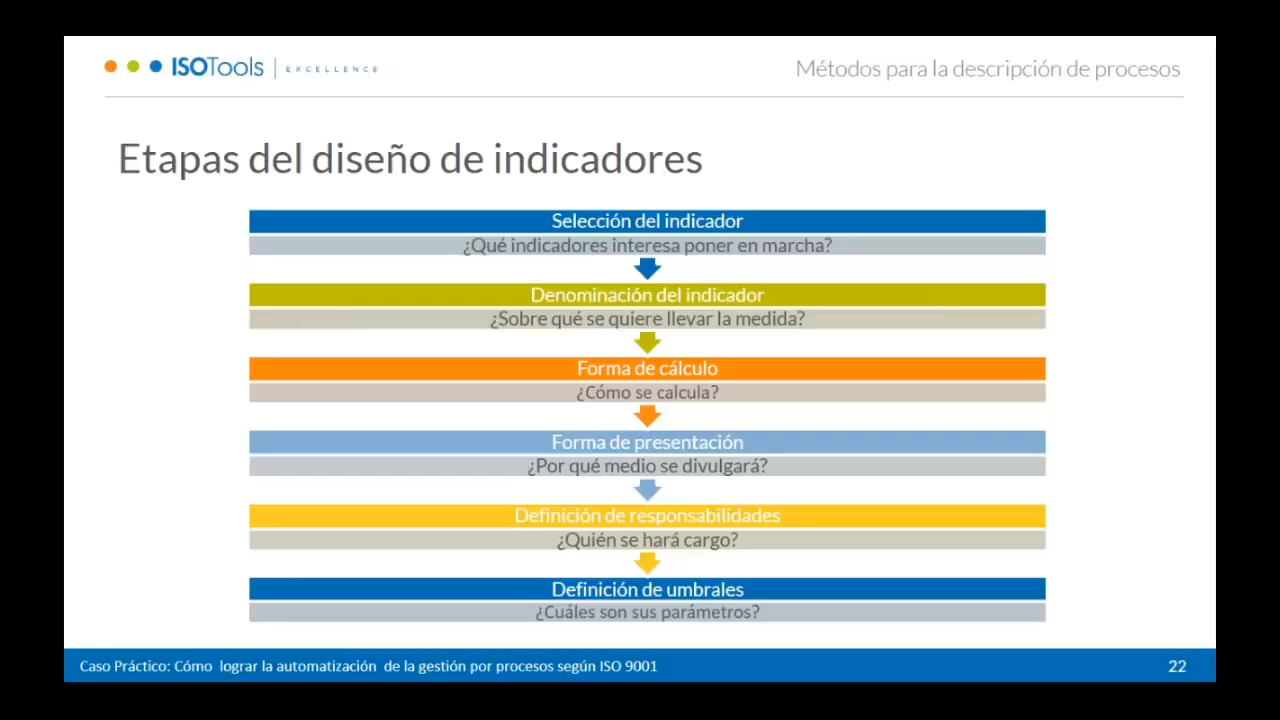 ISOTools | EXCELLENCE
Métodos para la descripción de procesos
Etapas del diseño de indicadores
Selección del indicador
¿Qué indicadores interesa poner en marcha?
Denominación del indicador
¿Sobre qué se quiere llevar la medida?
Forma de cálculo
¿Cómo se calcula?
Forma de presentación
¿Por qué medio se divulgará?
Definición de responsabilidades
¿Quién se hará cargo?
Definición de umbrales
¿Cuáles son sus parámetros?
Caso Práctico: Cómo lograr la automatización de la gestión por procesos según ISO 9001
22